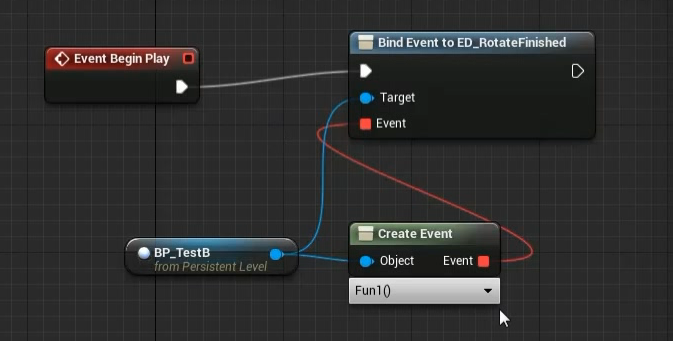 Event Begin Play
Bind Event to ED_RotateFinished
Target
Event
BP_TestB
from Persistent Level
Create Event
Object Event
Fun1()